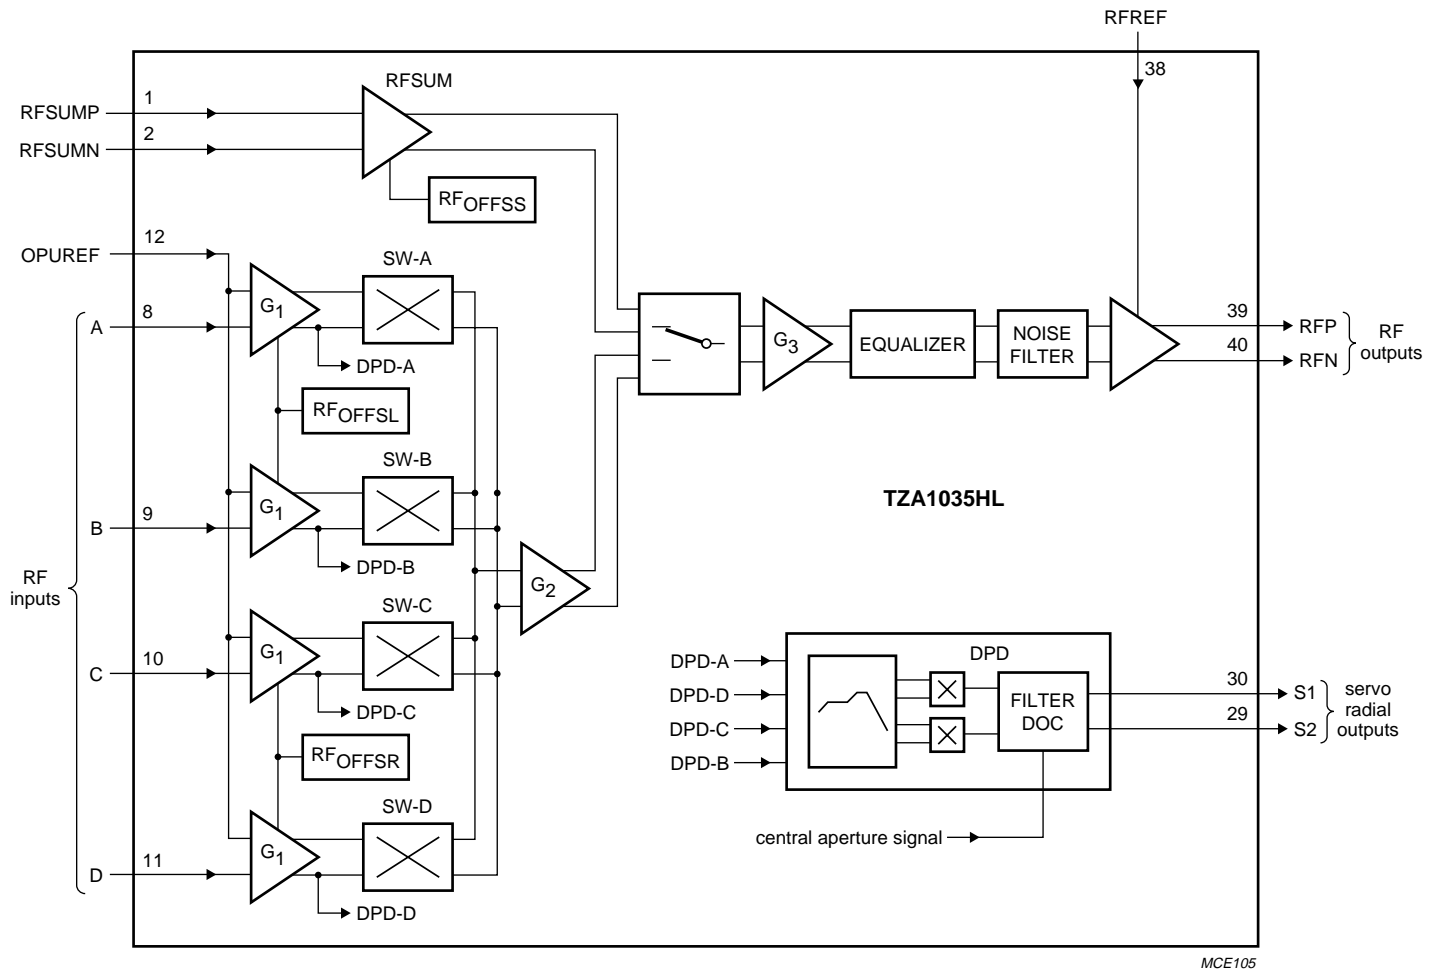 RFREF
38
RFSUM
RFSUMP
1
RFSUMN
2
RFOFFSS
OPUREF
12
SW-A
G1
A
8
DPD-A
RFOFFSL
SW-B
G1
B
9
DPD-B
G3
EQUALIZER
NOISE
FILTER
39
RFP
40
RFN
RF
outputs
TZA1035HL
RF
inputs
G2
SW-C
G1
C
10
DPD-C
RFOFFSR
SW-D
G1
D
11
DPD-D
DPD
DPD-A
DPD-D
DPD-C
DPD-B
FILTER
DOC
30
S1
29
S2
servo
radial
outputs
central aperture signal
MCE105